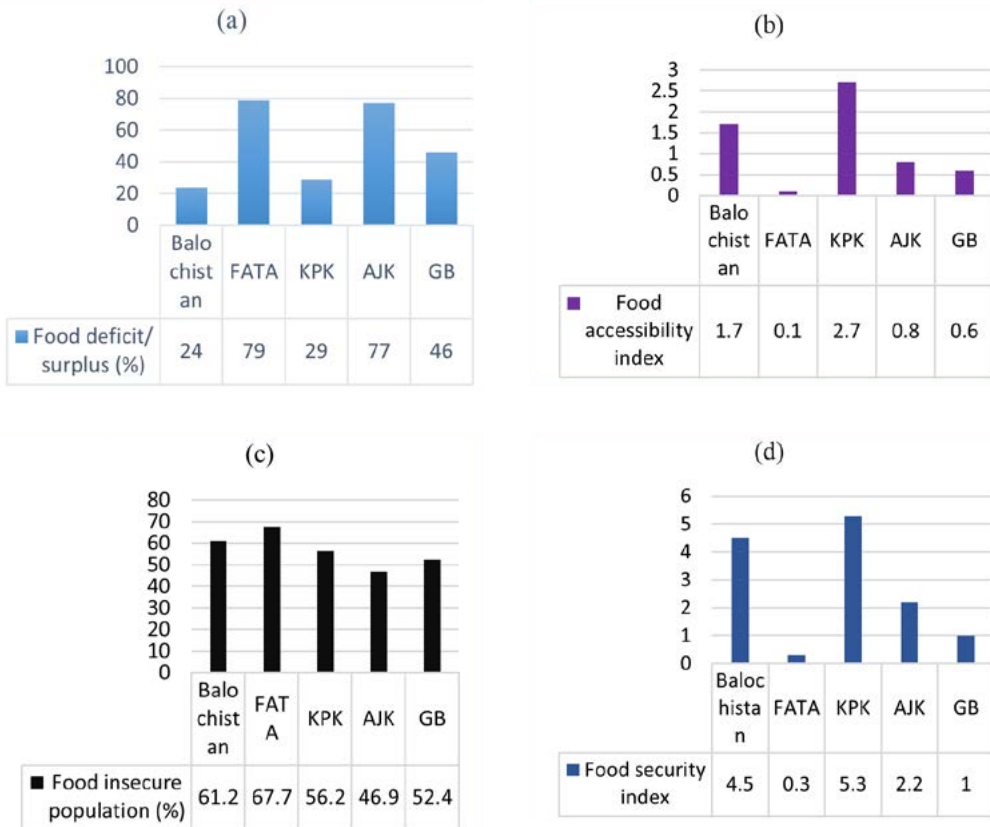 (a)
100
80
60
40
20
0
Balo
chist
an
FATA
KPK
AJK
GB
Food deficit/
surplus (%)
24 79 29 77 46
(b)
3
2.5
2
1.5
1
0.5
0
Balo
chist
an
FATA
KPK
AJK
GB
Food
accessibility
index
1.7 0.1 2.7 0.8 0.6
(c)
80
70
60
50
40
30
20
10
0
Balo
chist
an
FAT
A
KPK
AJK
GB
Food insecure
population (%)
61.2 67.7 56.2 46.9 52.4
(d)
6
5
4
3
2
1
0
Baloc
hista
n
FATA
KPK
AJK
GB
Food security
index
4.5 0.3 5.3 2.2 1